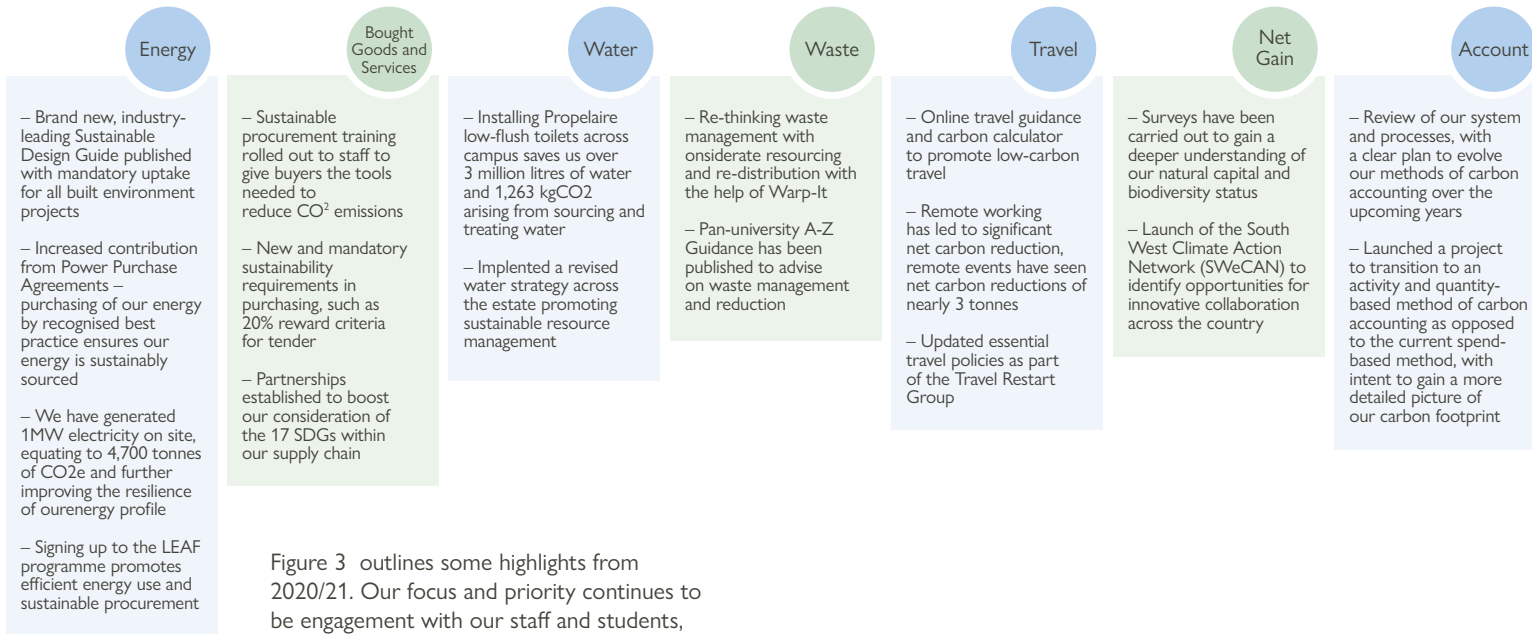 Energy
– Brand new, industry-
leading Sustainable
Design Guide published
with mandatory uptake
for all built environment
projects
– Increased contribution
from Power Purchase
Agreements –
purchasing of our energy
by recognised best
practice ensures our
energy is sustainably
sourced
– We have generated
1MW electricity on site,
equating to 4,700 tonnes
of CO2e and further
improving the resilience
of ourenergy profile
– Signing up to the LEAF
programme promotes
efficient energy use and
sustainable procurement
Bought
Goods and
Services
– Sustainable
procurement training
rolled out to staff to
give buyers the tools
needed to
reduce CO² emissions
– New and mandatory
sustainability
requirements in
purchasing, such as
20% reward criteria
for tender
– Partnerships
established to boost
our consideration of
the 17 SDGs within
our supply chain
Water
– Installing Propelaire
low-flush toilets across
campus saves us over
3 million litres of water
and 1,263 kgCO2
arising from sourcing and
treating water
– Implented a revised
water strategy across
the estate promoting
sustainable resource
management
Waste
– Re-thinking waste
management with
onsiderate resourcing
and re-distribution with
the help of Warp-It
– Pan-university A-Z
Guidance has been
published to advise
on waste management
and reduction
Travel
– Online travel guidance
and carbon calculator
to promote low-carbon
travel
– Remote working
has led to significant
net carbon reduction,
remote events have seen
net carbon reductions of
nearly 3 tonnes
– Updated essential
travel policies as part
of the Travel Restart
Group
Net
Gain
– Surveys have been
carried out to gain a
deeper understanding of
our natural capital and
biodiversity status
– Launch of the South
West Climate Action
Network (SWeCAN) to
identify opportunities for
innovative collaboration
across the country
Account
– Review of our system
and processes, with
a clear plan to evolve
our methods of carbon
accounting over the
upcoming years
– Launched a project
to transition to an
activity and quantity-
based method of carbon
accounting as opposed
to the current spend-
based method, with
intent to gain a more
detailed picture of
our carbon footprint
Figure 3 outlines some highlights from
2020/21. Our focus and priority continues to
be engagement with our staff and students,